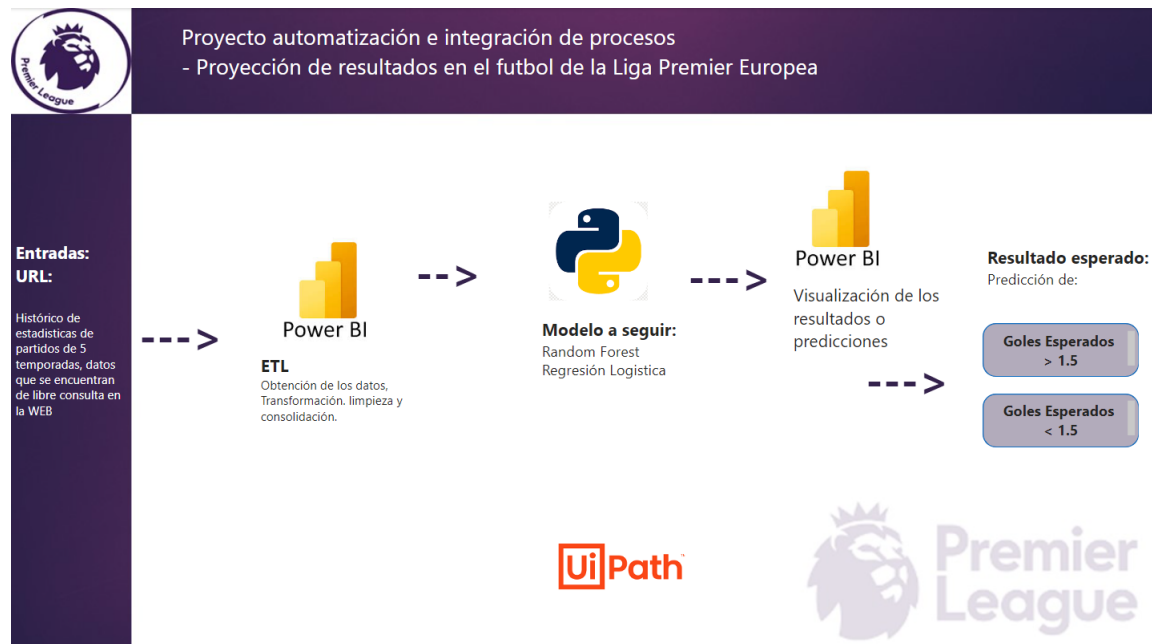 Premier League
Proyecto automatización e integración de procesos
- Proyección de resultados en el futbol de la Liga Premier Europea
Entradas:
URL:
Histórico de
estadisticas de
partidos de 5
temporadas, datos
que se encuentran
de libre consulta en
la WEB
--->
Power BI
ETL
Obtención de los datos,
Transformación. limpieza y
consolidación.
-->
Modelo a seguir:
Random Forest
Regresión Logistica
--->
Power BI
Visualización de los
resultados o
predicciones
--->
Resultado esperado:
Predicción de:
Goles Esperados
> 1.5
Goles Esperados
< 1.5
UiPath
Premier
League